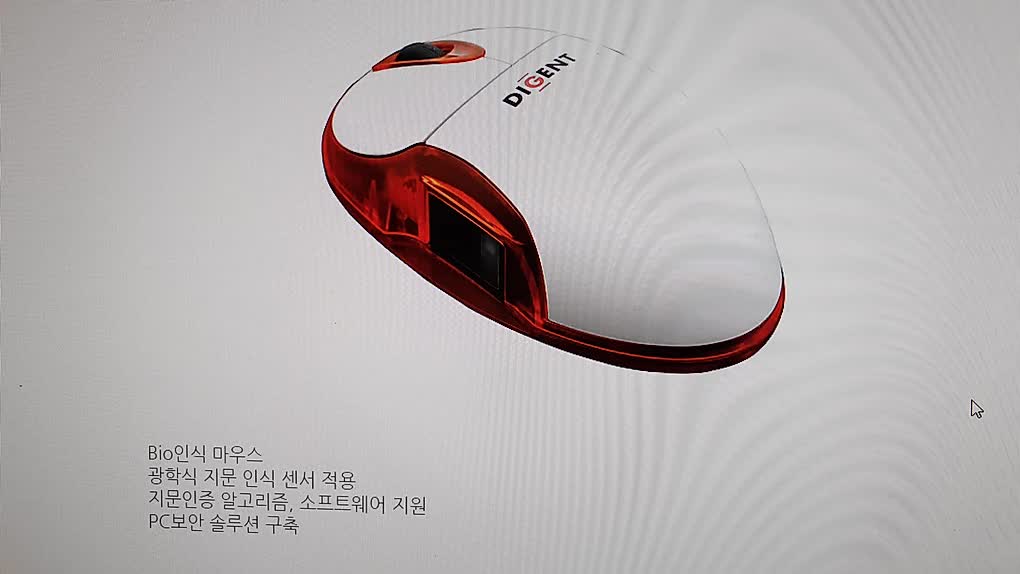 DIGENT
Bio인식 마우스
광학식 지문 인식 센서 적용
지문인증 알고리즘, 소프트웨어 지원
PC보안 솔루션 구축